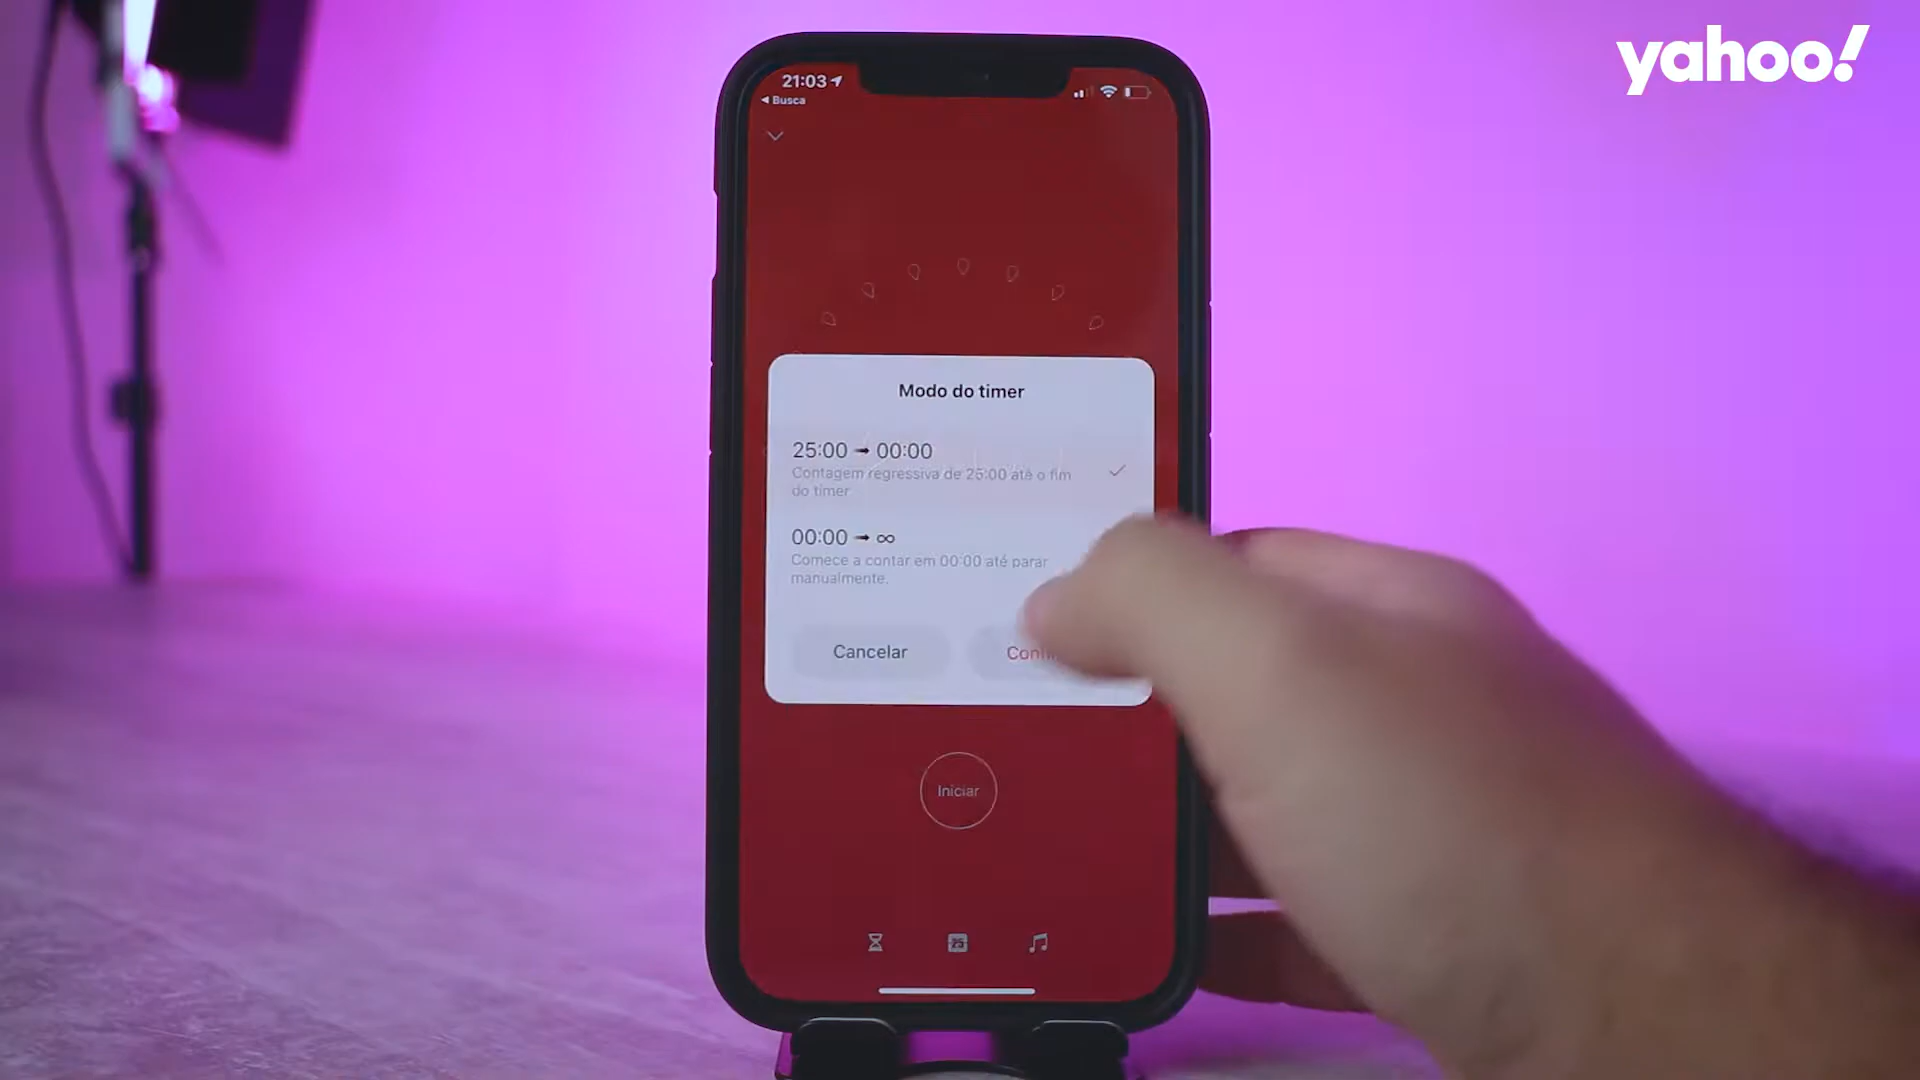 yahoo!
21:03
Busca
Modo do timer
25:00 → 00:00
Contagem regressiva de 25:00 até o fim
do timer
00:00 → ∞
Comece a contar em 00:00 até parar
manualmente.
Cancelar
Iniciar
25